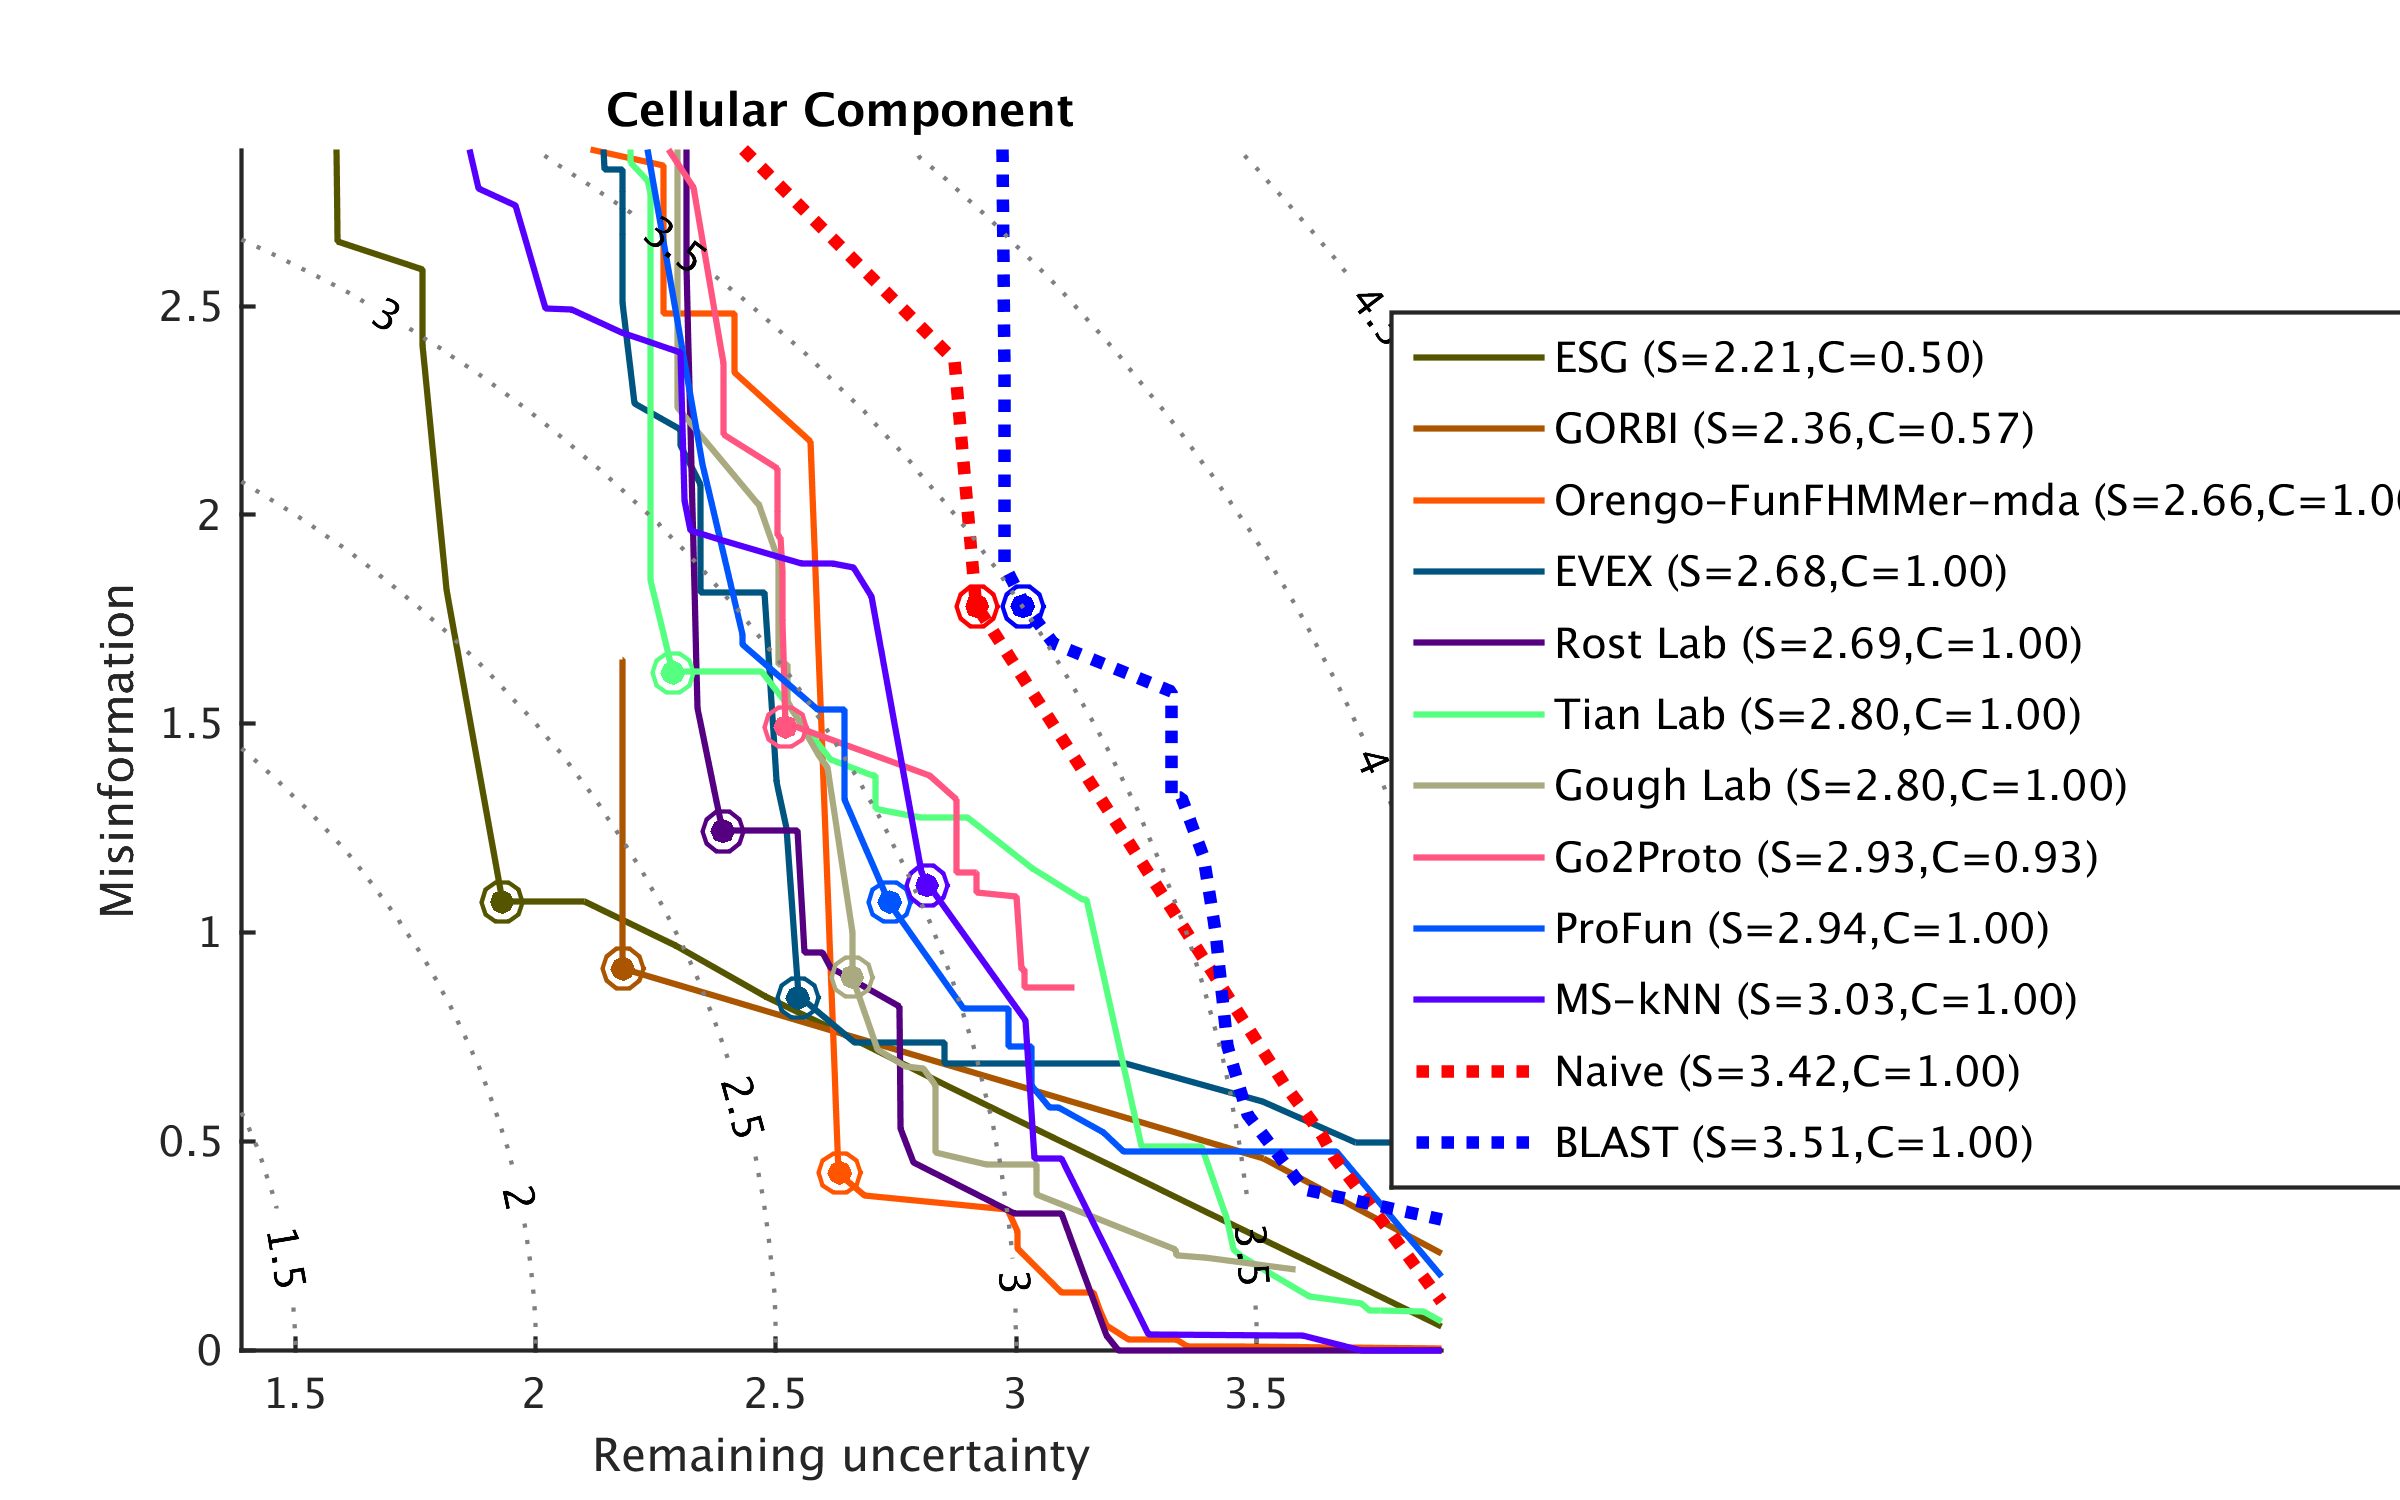 Cellular Component
Misinformation
2.5
2
1.5
1
0.5
0
1.5
2
2.5
3
3.5
Remaining uncertainty
3
3.5
4
2.5
2
1.5
3
3.5
ESG (S=2.21,C=0.50)
GORBI (S=2.36,C=0.57)
Orengo-FunFHMMer-mda (S=2.66,C=1.00
EVEX (S=2.68,C=1.00)
Rost Lab (S=2.69,C=1.00)
Tian Lab (S=2.80,C=1.00)
Gough Lab (S=2.80,C=1.00)
Go2Proto (S=2.93,C=0.93)
ProFun (S=2.94,C=1.00)
MS-kNN (S=3.03,C=1.00)
Naive (S=3.42,C=1.00)
BLAST (S=3.51,C=1.00)